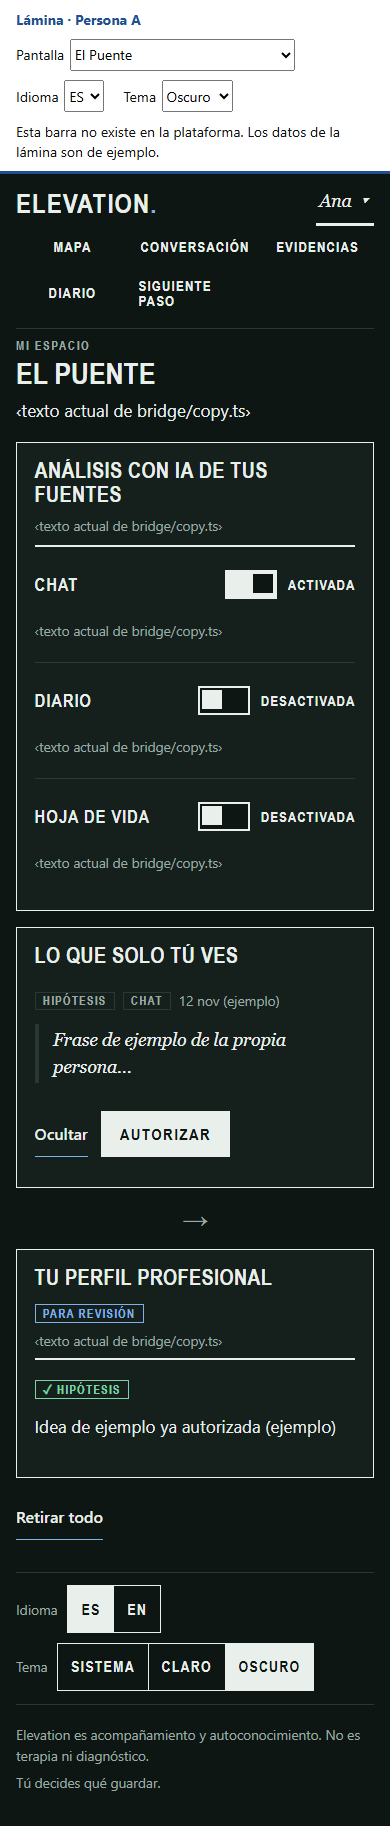 Lámina · Persona A
Pantalla El Puente
Idioma ES Tema Oscuro
Esta barra no existe en la plataforma. Los datos de la
lámina son de ejemplo.
ELEVATION. Ana
MAPA CONVERSACIÓN EVIDENCIAS
DIARIO SIGUIENTE
PASO
MI ESPACIO
EL PUENTE
‹texto actual de bridge/copy.ts›
ANÁLISIS CON IA DE TUS
FUENTES
‹texto actual de bridge/copy.ts›
CHAT ACTIVADA
‹texto actual de bridge/copy.ts›
DIARIO DESACTIVADA
‹texto actual de bridge/copy.ts›
HOJA DE VIDA DESACTIVADA
‹texto actual de bridge/copy.ts›
LO QUE SOLO TÚ VES
HIPÓTESIS CHAT 12 nov (ejemplo)
Frase de ejemplo de la propia
persona...
Ocultar AUTORIZAR
→
TU PERFIL PROFESIONAL
PARA REVISIÓN
‹texto actual de bridge/copy.ts›
✓ HIPÓTESIS
Idea de ejemplo ya autorizada (ejemplo)
Retirar todo
Idioma ES EN
Tema SISTEMA CLARO OSCURO
Elevation es acompañamiento y autoconocimiento. No es
terapia ni diagnóstico.
Tú decides qué guardar.